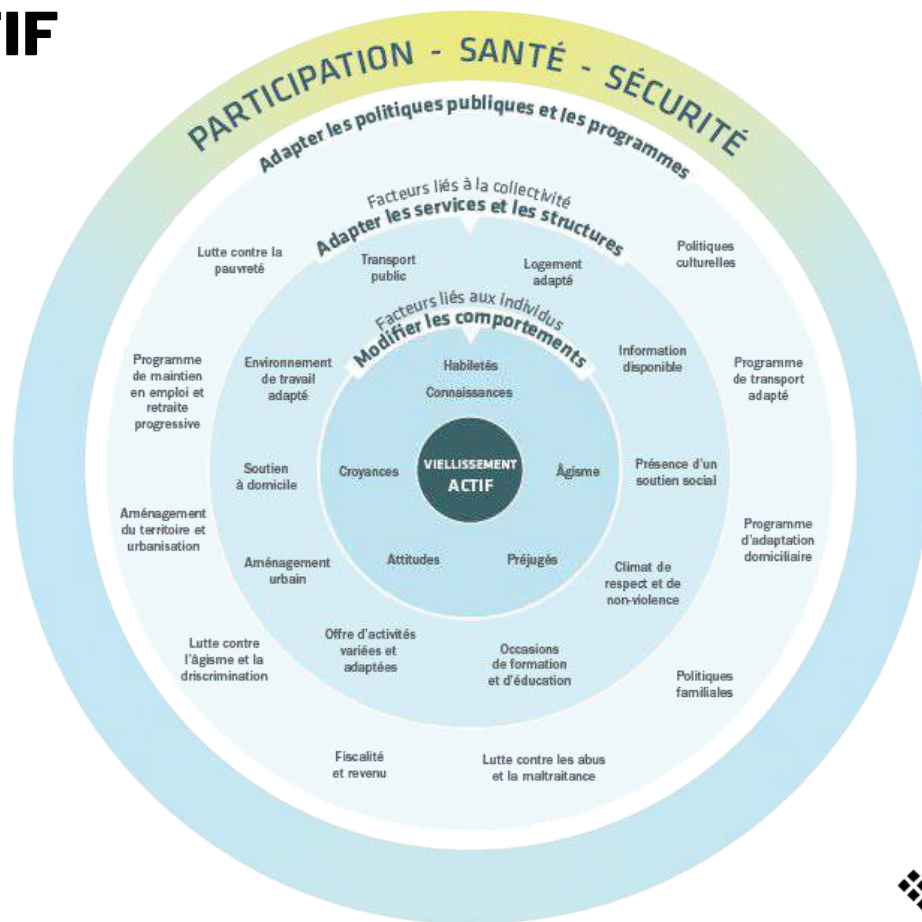 TIF
PARTICIPATION - SANTÉ - SÉCURITÉ
Adapter les politiques publiques et les programmes
Facteurs liés à la collectivité
Adapter les services et les structures
Facteurs liés aux individus
Modifier les comportements
Habiletés
Connaissances
Croyances
VIELLISSEMENT
ACTIF
Âgisme
Attitudes
Préjugés
Transport
public
Logement
adapté
Environnement
de travail
adapté
Information
disponible
Soutien
à domicile
Présence d'un
soutien social
Aménagement
urbain
Climat de
respect et de
non-violence
Offre d'activités
variées et
adaptées
Occasions
de formation
et d'éducation
Lutte contre la
pauvreté
Politiques
culturelles
Programme
de maintien
en emploi et
retraite
progressive
Programme
de transport
adapté
Aménagement
du territoire et
urbanisation
Programme
d'adaptation
domiciliaire
Lutte contre
l'âgisme et la
driscrimination
Politiques
familiales
Fiscalité
et revenu
Lutte contre les abus
et la maltraitance